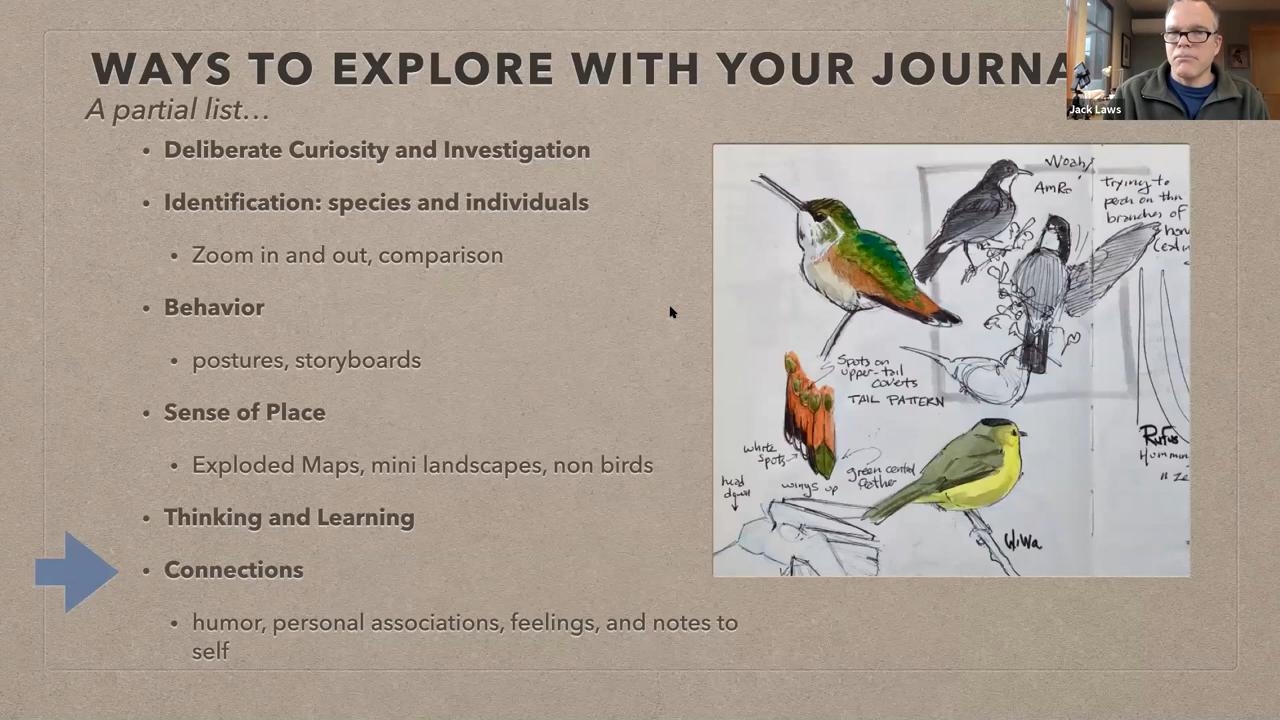 WAYS TO EXPLORE WITH YOUR JOURNA
Jack Laws
A partial list…
• Deliberate Curiosity and Investigation
• Identification: species and individuals
• Zoom in and out, comparison
• Behavior
• postures, storyboards
• Sense of Place
• Exploded Maps, mini landscapes, non birds
• Thinking and Learning
• Connections
• humor, personal associations, feelings, and notes to
self
Woah!
AmRo
trying to
perch on thin
branches of
Spots on
upper-tail
coverts
TAIL PATTERN
white
spots
green central
feather
head
down
wings up
WiWa
Rufus
Humm